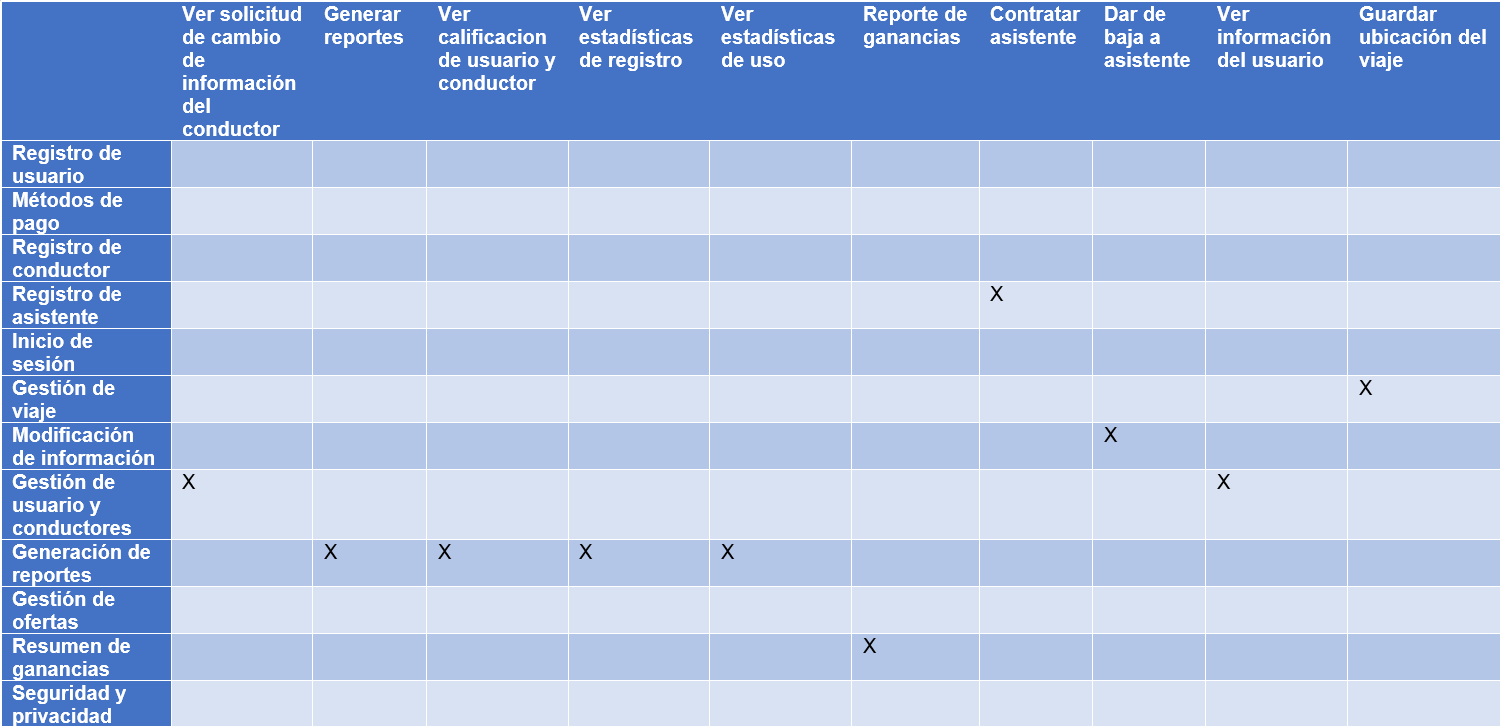 Ver solicitud
de cambio
de
información
del
conductor
Generar
reportes
Ver
calificacion
de usuario y
conductor
Ver
estadísticas
de registro
Ver
estadísticas
de uso
Reporte de
ganancias
Contratar
asistente
Dar de
baja a
asistente
Ver
información
del usuario
Guardar
ubicación del
viaje
Registro de
usuario
Métodos de
pago
Registro de
conductor
Registro de
asistente
X
Inicio de
sesión
Gestión de
viaje
X
Modificación
de información
X
Gestión de
usuario y
conductores
X
X
Generación de
reportes
X
X
X
X
Gestión de
ofertas
Resumen de
ganancias
X
Seguridad y
privacidad